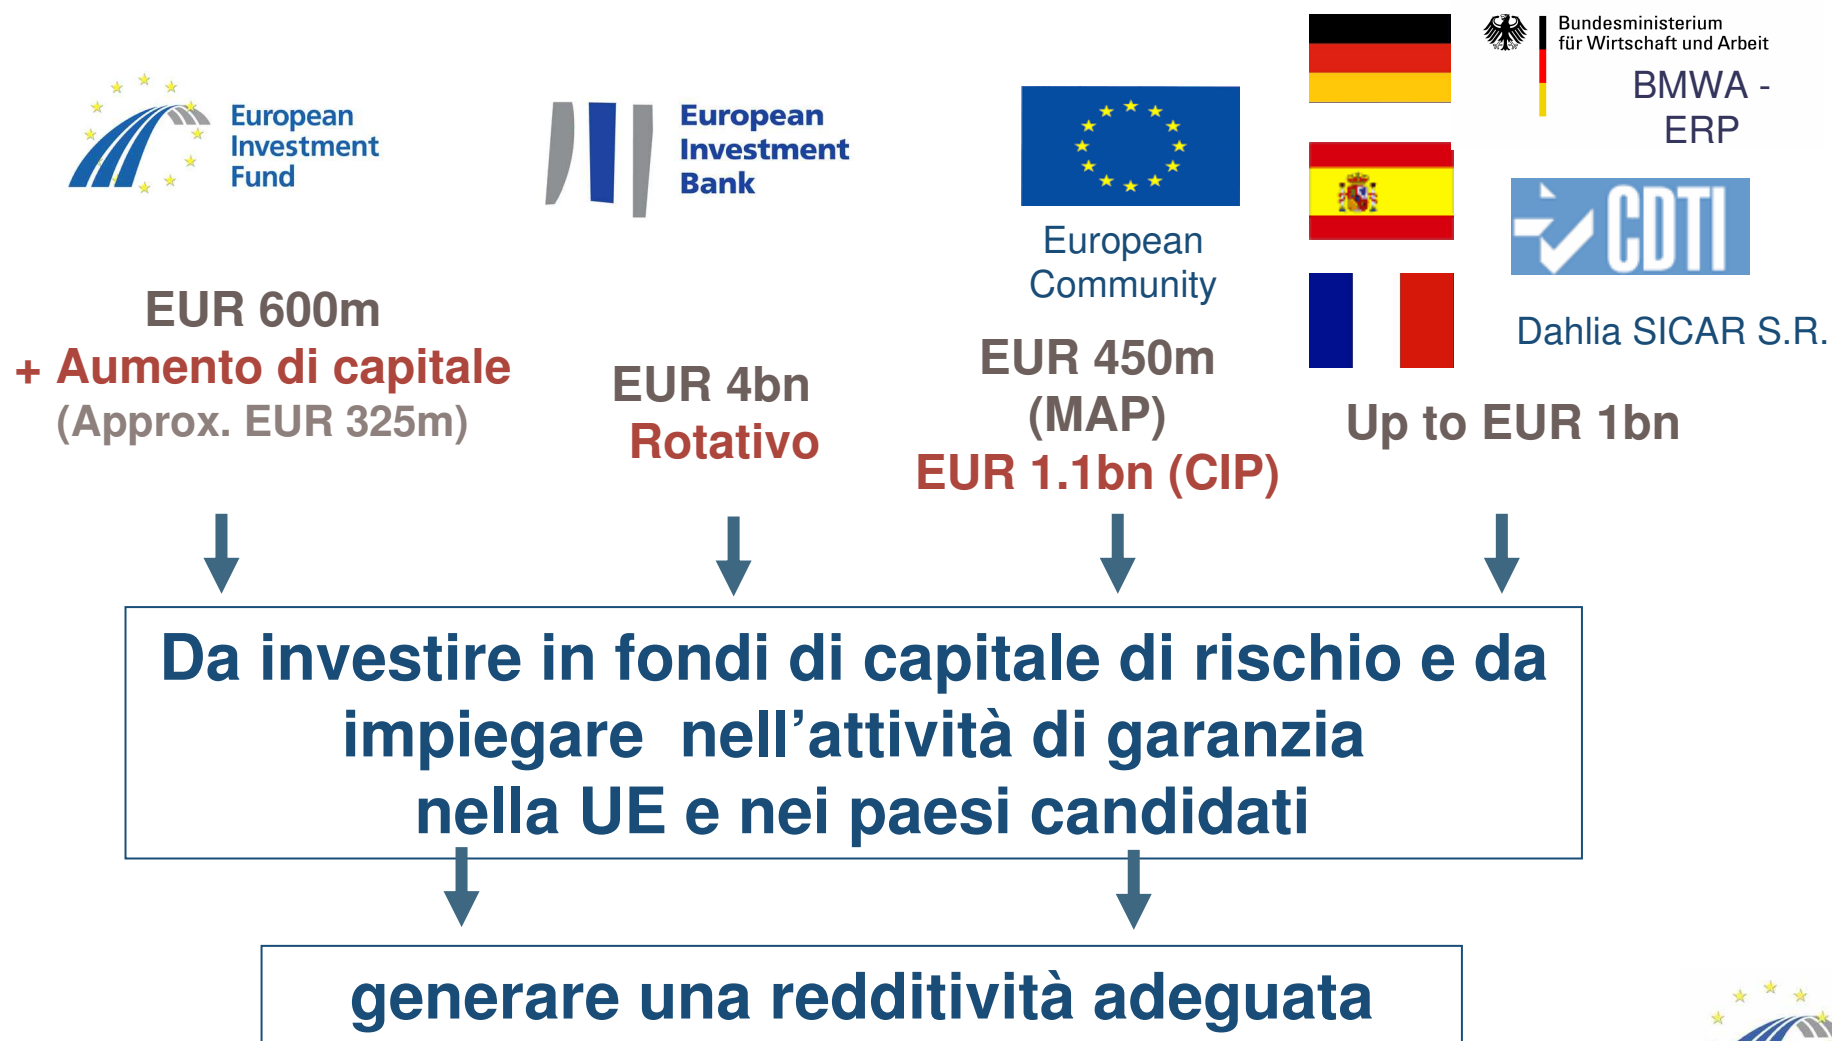 European
Investment
Fund
European
Investment
Bank
European
Community
Bundesministerium
für Wirtschaft und Arbeit
BMWA -
ERP
CDTI
Dahlia SICAR S.R.
EUR 600m
+ Aumento di capitale
(Approx. EUR 325m)
EUR 4bn
Rotativo
EUR 450m
(MAP)
EUR 1.1bn (CIP)
Up to EUR 1bn
Da investire in fondi di capitale di rischio e da
impiegare nell’attività di garanzia
nella UE e nei paesi candidati
generare una redditività adeguata